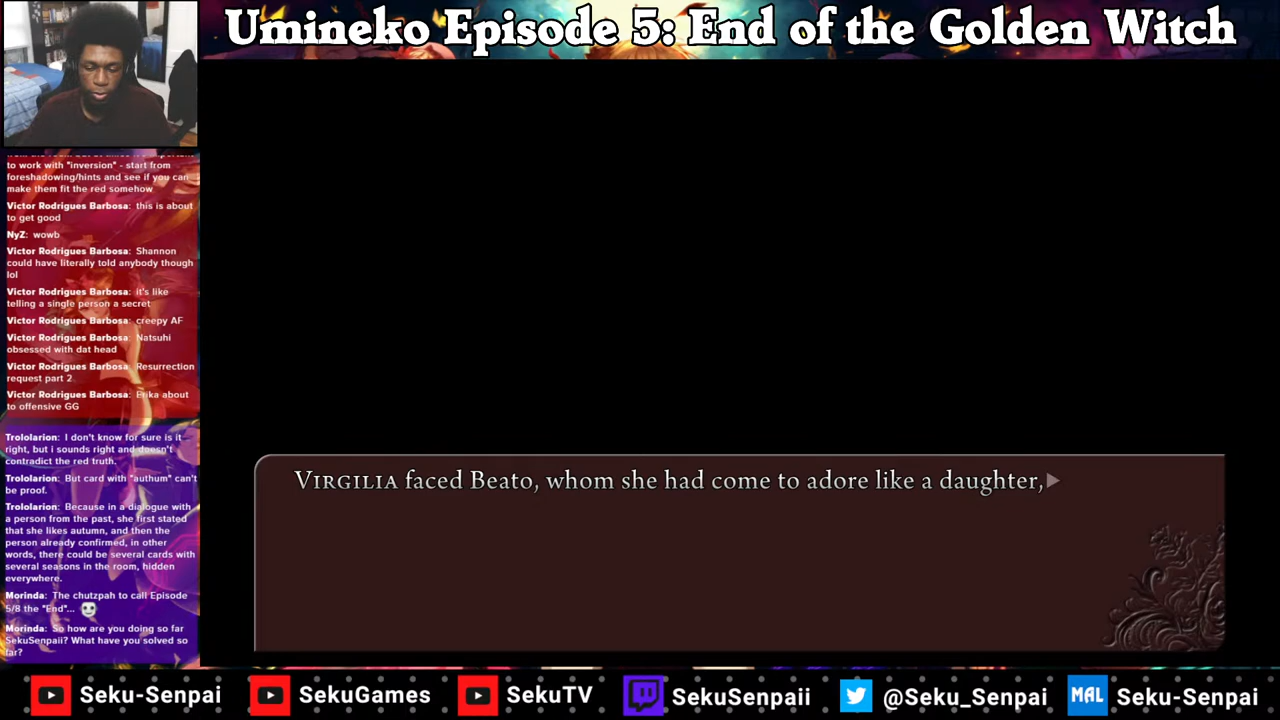 Umineko Episode 5: End of the Golden Witch
to work with "inversion" - start from
foreshadowing/hints and see if you can
make them fit the red somehow
Victor Rodrigues Barbosa: this is about
to get good
NyZ: wowb
Victor Rodrigues Barbosa: Shannon
could have literally told anybody though
lol
Victor Rodrigues Barbosa: it's like
telling a single person a secret
Victor Rodrigues Barbosa: creepy AF
Victor Rodrigues Barbosa: Natsuhi
obsessed with dat head
Victor Rodrigues Barbosa: Resurrection
request part 2
Victor Rodrigues Barbosa: Erika about
to offensive GG
Trololarion: I don't know for sure is it
right, but i sounds right and doesn't
contradict the red truth.
Trololarion: But card with "authum" can't
be proof.
Trololarion: Because in a dialogue with
a person from the past, she first stated
that she likes autumn, and then the
person already confirmed, in other
words, there could be several cards with
several seasons in the room, hidden
everywhere.
Morinda: The chutzpah to call Episode
5/8 the "End"...
Morinda: So how are you doing so far
SekuSenpaii? What have you solved so
far?
VIRGILIA faced Beato, whom she had come to adore like a daughter,
Seku-Senpai
SekuGames
SekuTV
SekuSenpaii
@Seku_Senpai
MAL Seku-Senpai